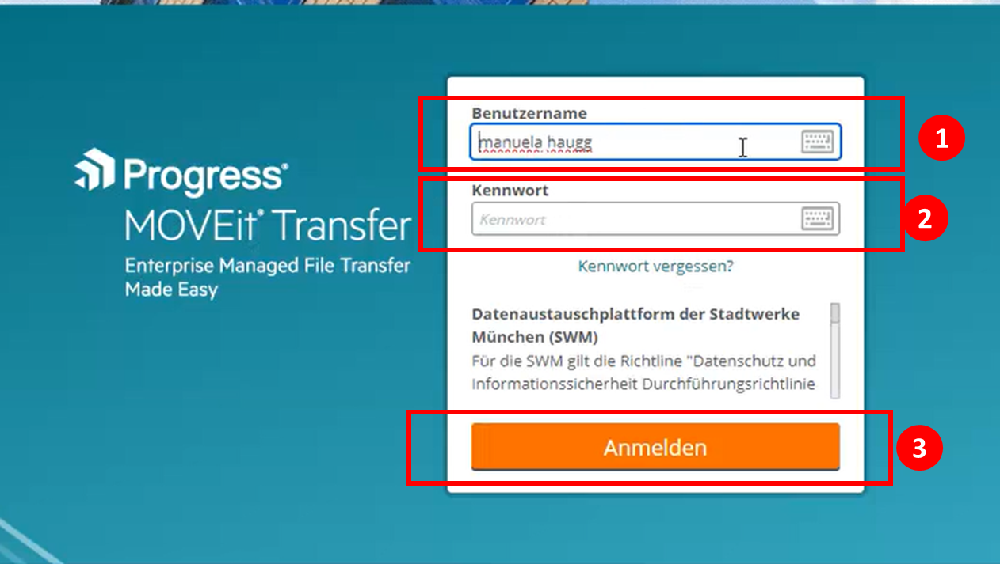 Benutzername
manuela haugg
1
Progress®
MOVEit® Transfer
Enterprise Managed File Transfer
Made Easy
Kennwort
Kennwort
2
Kennwort vergessen?
Datenaustauschplattform der Stadtwerke
München (SWM)
Für die SWM gilt die Richtline "Datenschutz und
Informationssicherheit Durchführungsrichtlinie
Anmelden
3